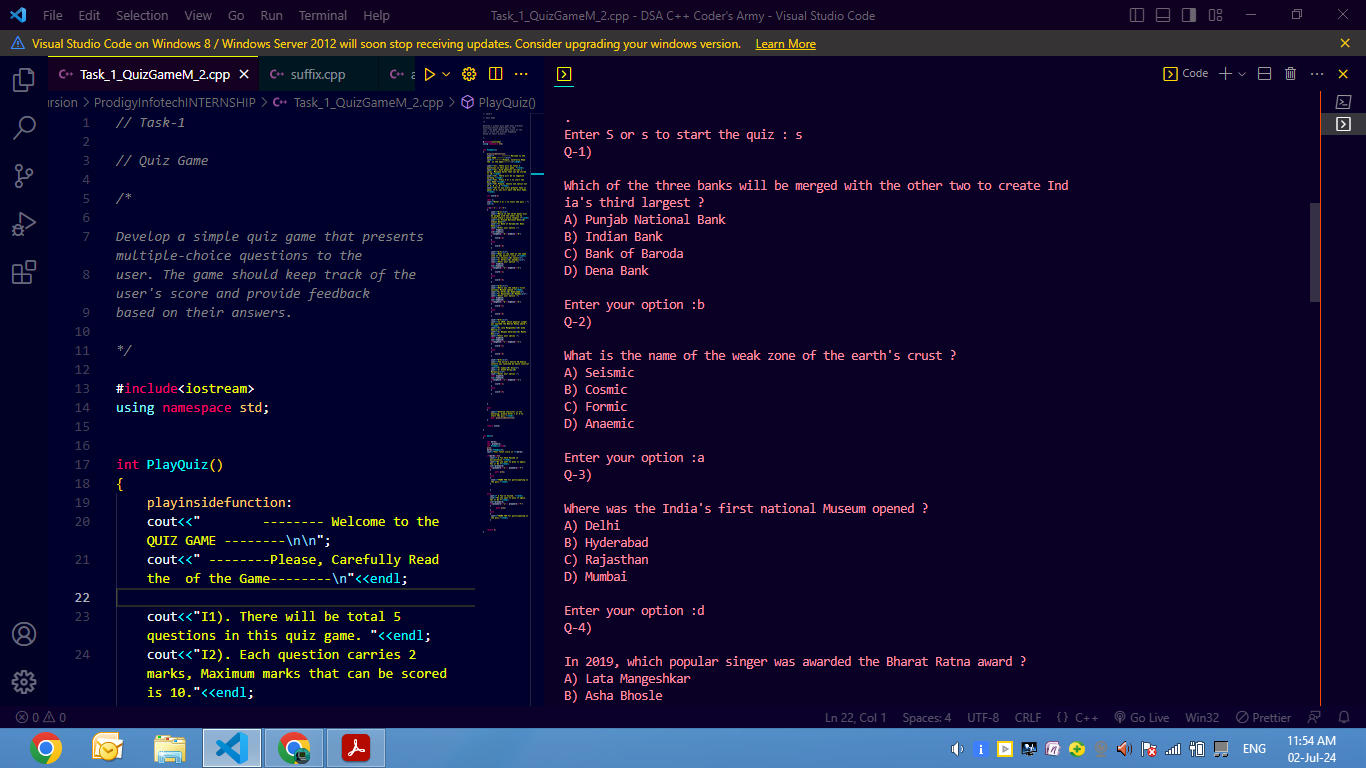 File Edit Selection View Go Run Terminal Help
Task_1_QuizGameM_2.cpp - DSA C++ Coder's Army - Visual Studio Code
Visual Studio Code on Windows 8 / Windows Server 2012 will soon stop receiving updates. Consider upgrading your windows version. Learn More
Task_1_QuizGameM_2.cpp
suffix.cpp
Code
ursion > ProdigyInfotechINTERNSHIP > Task_1_QuizGameM_2.cpp > PlayQuiz()
1 // Task-1
2
3 // Quiz Game
4
5 /*
6
7 Develop a simple quiz game that presents
multiple-choice questions to the
8 user. The game should keep track of the
user's score and provide feedback
9 based on their answers.
10
11 */
12
13 #include<iostream>
14 using namespace std;
15
16
17 int PlayQuiz()
18 {
19 playinsidefunction:
20 cout<<" -------- Welcome to the
QUIZ GAME --------\n\n";
21 cout<<" --------Please, Carefully Read
the  of the Game--------\n"<<endl;
22
23 cout<<"I1). There will be total 5
questions in this quiz game. "<<endl;
24 cout<<"I2). Each question carries 2
marks, Maximum marks that can be scored
is 10."<<endl;
.
Enter S or s to start the quiz : s
Q-1)
Which of the three banks will be merged with the other two to create Ind
ia's third largest ?
A) Punjab National Bank
B) Indian Bank
C) Bank of Baroda
D) Dena Bank
Enter your option :b
Q-2)
What is the name of the weak zone of the earth's crust ?
A) Seismic
B) Cosmic
C) Formic
D) Anaemic
Enter your option :a
Q-3)
Where was the India's first national Museum opened ?
A) Delhi
B) Hyderabad
C) Rajasthan
D) Mumbai
Enter your option :d
Q-4)
In 2019, which popular singer was awarded the Bharat Ratna award ?
A) Lata Mangeshkar
B) Asha Bhosle
0 0
Ln 22, Col 1 Spaces: 4 UTF-8 CRLF {} C++ Go Live Win32 Prettier
ENG
11:54 AM
02-Jul-24